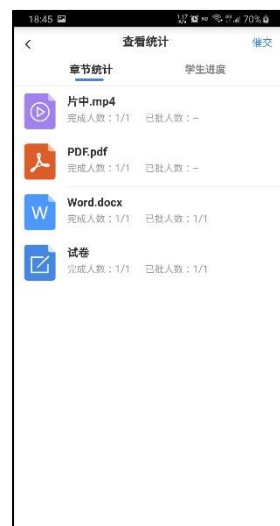 18:45
70%
查看统计
催交
章节统计
学生进度
片中.mp4
完成人数：1/1 已批人数：–
PDF.pdf
完成人数：1/1 已批人数：–
W
Word.docx
完成人数：1/1 已批人数：1/1
试卷
完成人数：1/1 已批人数：1/1